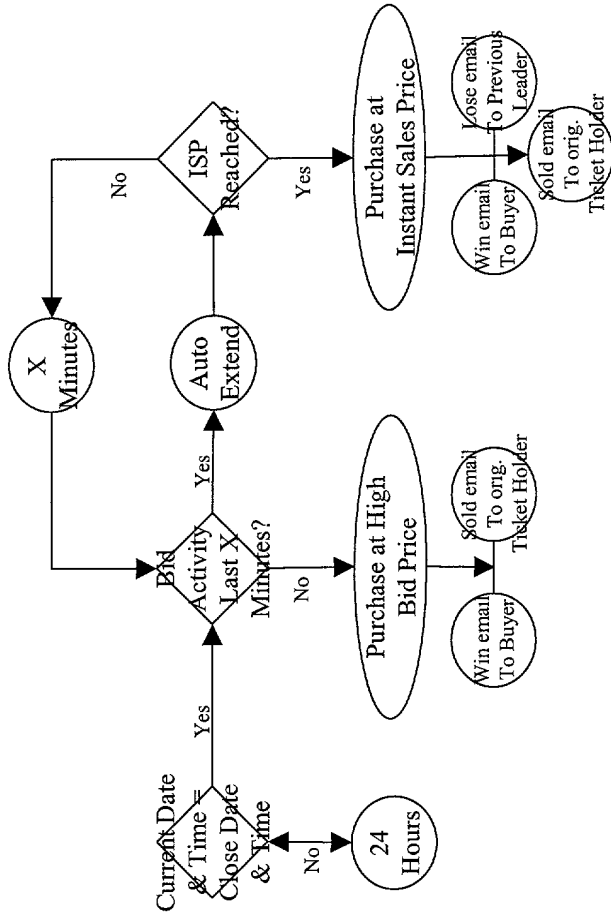 Current Date
& Time =
Close Date
& Time
No
24
Hours
Yes
Bid
Activity
Last X
Minutes?
No
Purchase at High
Bid Price
Win email
To Buyer
Sold email
To orig.
Ticket Holder
Yes
Auto
Extend
X
Minutes
No
ISP
Reached?
Yes
Purchase at
Instant Sales Price
Win email
To Buyer
Lose email
To Previous
Leader
Sold email
To orig.
Ticket Holder